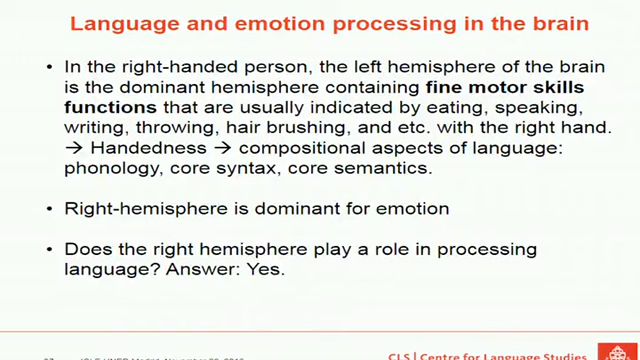 Language and emotion processing in the brain
• In the right-handed person, the left hemisphere of the brain
is the dominant hemisphere containing fine motor skills
functions that are usually indicated by eating, speaking,
writing, throwing, hair brushing, and etc. with the right hand.
→ Handedness → compositional aspects of language:
phonology, core syntax, core semantics.
• Right-hemisphere is dominant for emotion
• Does the right hemisphere play a role in processing
language? Answer: Yes.
CLS | Centre for Language Studies